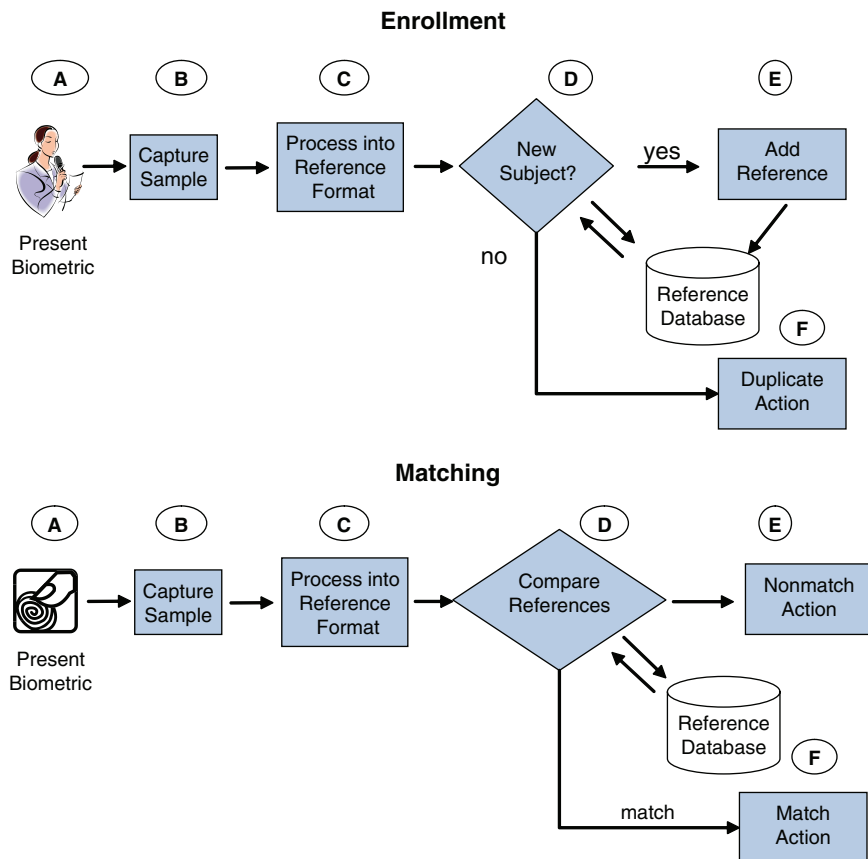 Enrollment
A
B
C
D
E
Present
Biometric
Capture
Sample
Process into
Reference
Format
New
Subject?
yes
Add
Reference
no
Reference
Database
F
Duplicate
Action
Matching
A
B
C
D
E
Present
Biometric
Capture
Sample
Process into
Reference
Format
Compare
References
Nonmatch
Action
Reference
Database
F
match
Match
Action